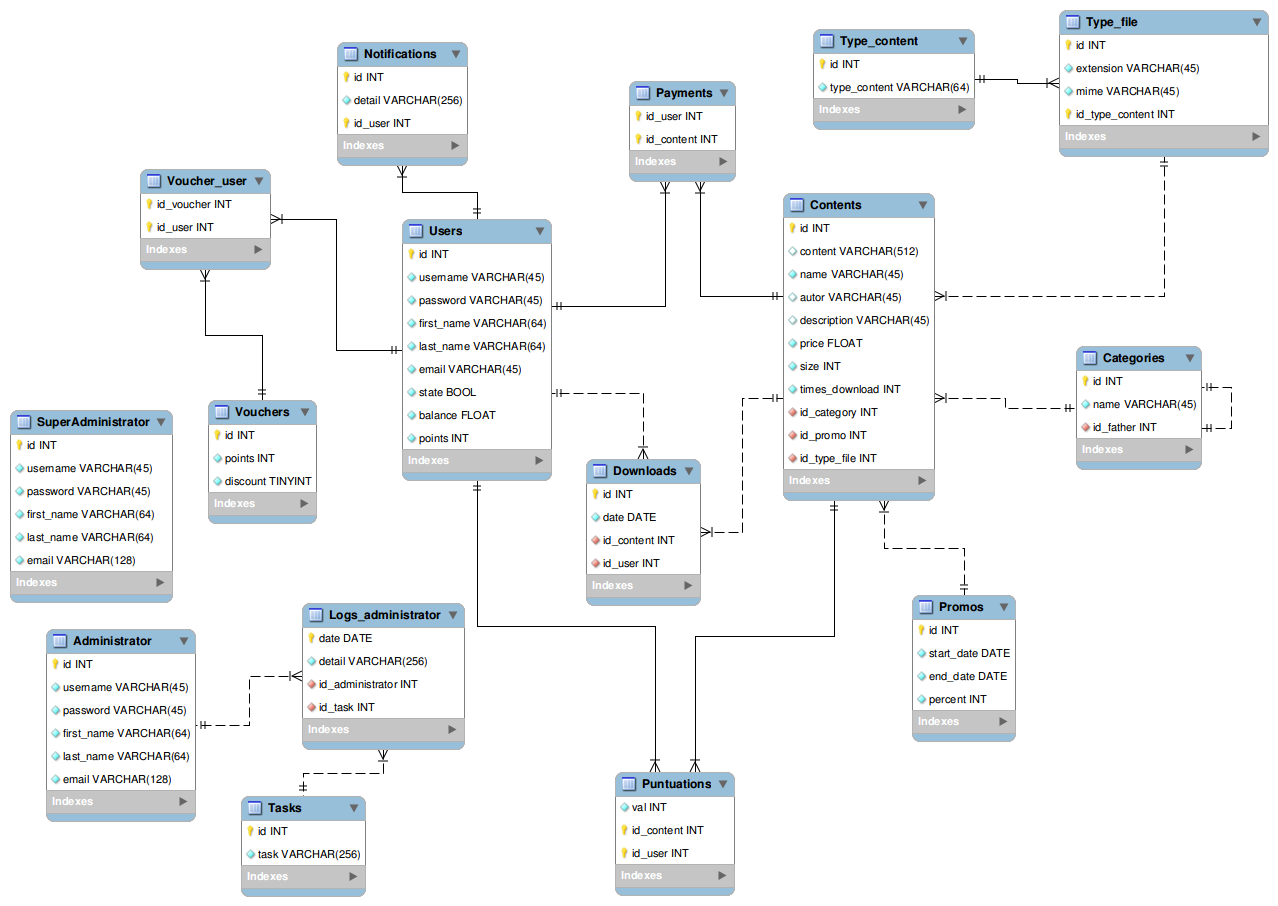 Notifications
id INT
detail VARCHAR(256)
id_user INT
Indexes
Payments
id_user INT
id_content INT
Indexes
Type_content
id INT
type_content VARCHAR(64)
Indexes
Type_file
id INT
extension VARCHAR(45)
mime VARCHAR(45)
id_type_content INT
Indexes
Voucher_user
id_voucher INT
id_user INT
Indexes
Users
id INT
username VARCHAR(45)
password VARCHAR(45)
first_name VARCHAR(64)
last_name VARCHAR(64)
email VARCHAR(45)
state BOOL
balance FLOAT
points INT
Indexes
Contents
id INT
content VARCHAR(512)
name VARCHAR(45)
autor VARCHAR(45)
description VARCHAR(45)
price FLOAT
size INT
times_download INT
id_category INT
id_promo INT
id_type_file INT
Indexes
Categories
id INT
name VARCHAR(45)
id_father INT
Indexes
SuperAdministrator
id INT
username VARCHAR(45)
password VARCHAR(45)
first_name VARCHAR(64)
last_name VARCHAR(64)
email VARCHAR(128)
Indexes
Vouchers
id INT
points INT
discount TINYINT
Indexes
Downloads
id INT
date DATE
id_content INT
id_user INT
Indexes
Promos
id INT
start_date DATE
end_date DATE
percent INT
Indexes
Administrator
id INT
username VARCHAR(45)
password VARCHAR(45)
first_name VARCHAR(64)
last_name VARCHAR(64)
email VARCHAR(128)
Indexes
Logs_administrator
date DATE
detail VARCHAR(256)
id_administrator INT
id_task INT
Indexes
Tasks
id INT
task VARCHAR(256)
Indexes
Puntuations
val INT
id_content INT
id_user INT
Indexes